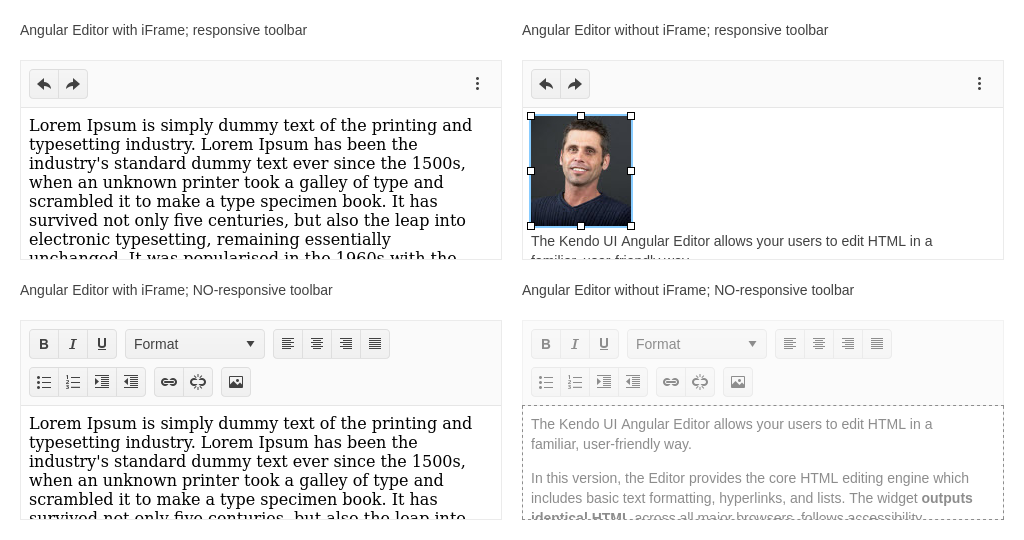 Angular Editor with iFrame; responsive toolbar
Lorem Ipsum is simply dummy text of the printing and
typesetting industry. Lorem Ipsum has been the
industry's standard dummy text ever since the 1500s,
when an unknown printer took a galley of type and
scrambled it to make a type specimen book. It has
survived not only five centuries, but also the leap into
electronic typesetting, remaining essentially
unchanged. It was popularised in the 1960s with the
Angular Editor without iFrame; responsive toolbar
The Kendo UI Angular Editor allows your users to edit HTML in a
familiar, user-friendly way.
Angular Editor with iFrame; NO-responsive toolbar
B I U Format
Lorem Ipsum is simply dummy text of the printing and
typesetting industry. Lorem Ipsum has been the
industry's standard dummy text ever since the 1500s,
when an unknown printer took a galley of type and
scrambled it to make a type specimen book. It has
survived not only five centuries, but also the leap into
Angular Editor without iFrame; NO-responsive toolbar
B I U Format
The Kendo UI Angular Editor allows your users to edit HTML in a
familiar, user-friendly way.
In this version, the Editor provides the core HTML editing engine which
includes basic text formatting, hyperlinks, and lists. The widget outputs
identical HTML across all major browsers, follows accessibility